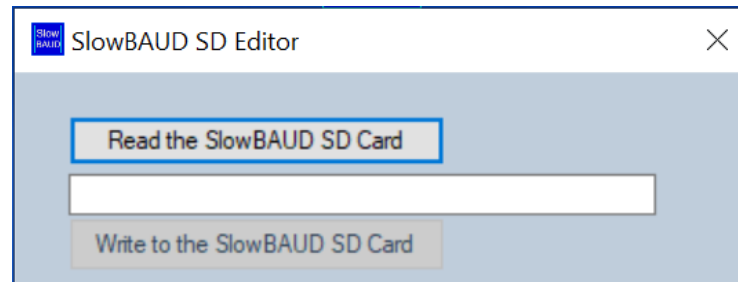 Slow
BAUD
SlowBAUD SD Editor
Read the SlowBAUD SD Card
Write to the SlowBAUD SD Card